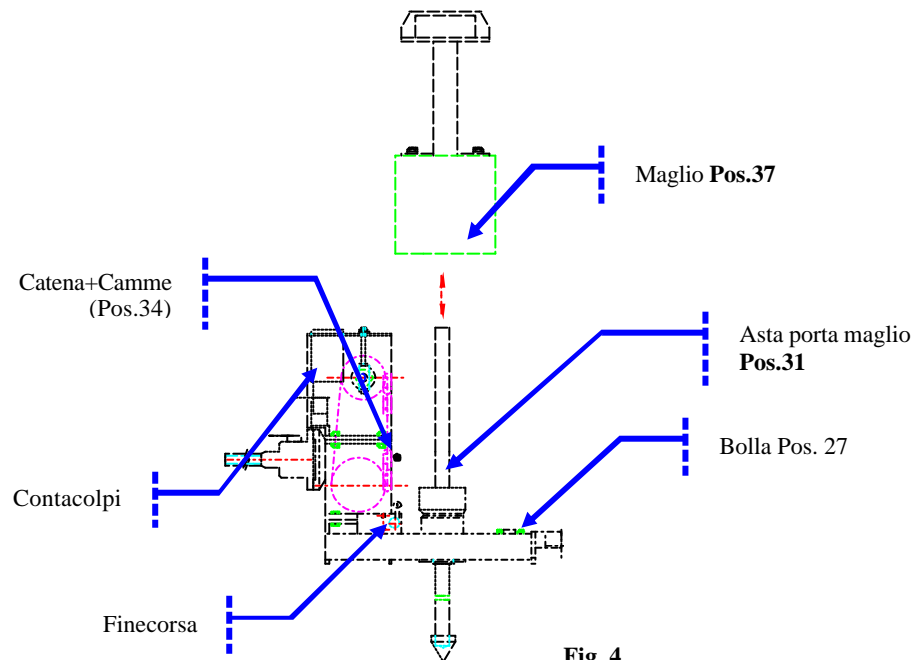 Maglio Pos.37
Catena+Camme
(Pos.34)
Asta porta maglio
Pos.31
Bolla Pos. 27
Contacolpi
Finecorsa
Fig. 4